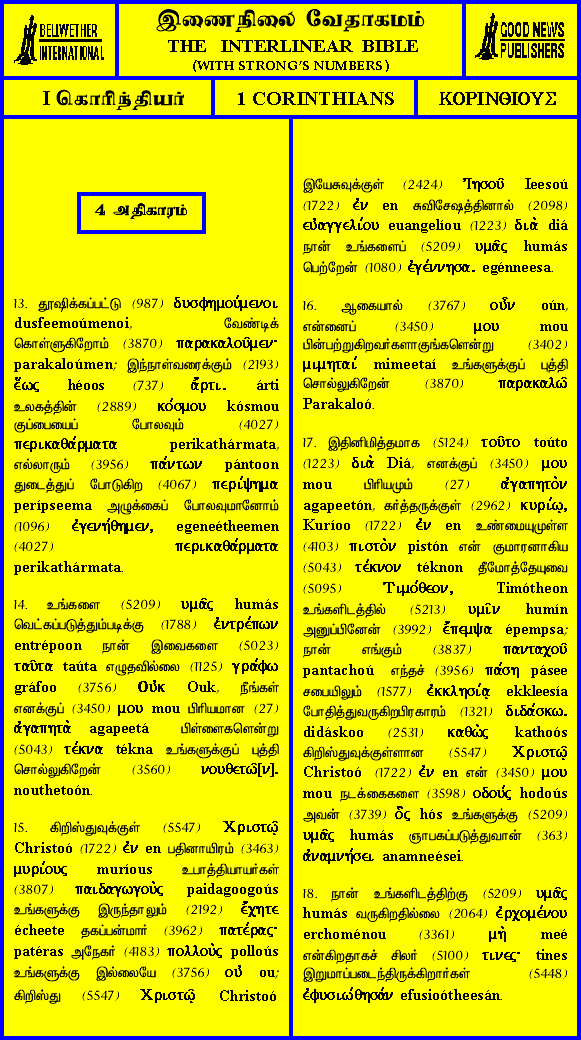 BELLWETHER
INTERNATIONAL
இணைநிலை வேதாகமம்
THE INTERLINEAR BIBLE
(WITH STRONG'S NUMBERS)
GOOD NEWS
PUBLISHERS
I கொரிந்தியர்
1 CORINTHIANS
ΚΟΡΙΝΘΙΟΥΣ
4 அதிகாரம்
13. தூஷிக்கப்பட்டு (987) δυσφημούμενοι
dusfeemoúmenoi, வேண்டிக்
கொள்ளுகிறோம் (3870) παρακαλοῦμεν·
parakaloúmen; இந்நாள்வரைக்கும் (2193)
ἕως héoos (737) ἄρτι. árti
உலகத்தின் (2889) κόσμου kósmou
குப்பையைப் போலவும் (4027)
περικαθάρματα perikathármata,
எல்லாரும் (3956) πάντων pántoon
துடைத்துப் போடுகிற (4067) περίψημα
perípseema அழுக்கைப் போலவுமானோம்
(1096) ἐγενήθημεν, egeneétheemen
(4027) περικαθάρματα
perikathármata.
14. உங்களை (5209) υμᾶς humás
வெட்கப்படுத்தும்படிக்கு (1788) ἐντρέπων
entrépoon நான் இவைகளை (5023)
ταῦτα taúta எழுதவில்லை (1125) γράφω
gráfoo (3756) Οὐκ Ouk, நீங்கள்
எனக்குப் (3450) μου mou பிரியமான (27)
ἀγαπητὰ agapeetá பிள்ளைகளென்று
(5043) τέκνα tékna உங்களுக்குப் புத்தி
சொல்லுகிறேன் (3560) νουθετῶ[ν].
nouthetoón.
15. கிறிஸ்துவுக்குள் (5547) Χριστῷ
Christoó (1722) ἐν en பதினாயிரம் (3463)
μυρίους muríous உபாத்தியாயர்கள்
(3807) παιδαγωγοὺς paidagoogoús
உங்களுக்கு இருந்தாலும் (2192) ἔχητε
écheete தகப்பன்மார் (3962) πατέρας·
patéras அநேகர் (4183) πολλοὺς polloús
உங்களுக்கு இல்லையே (3756) οὐ ou;
கிறிஸ்து (5547) Χριστῷ Christoó
இயேசுவுக்குள் (2424) Ἰησοῦ Ieesoú
(1722) ἐν en சுவிசேஷத்தினால் (2098)
εὐαγγελίου euangelíou (1223) διὰ diá
நான் உங்களைப் (5209) υμᾶς humás
பெற்றேன் (1080) ἐγέννησα. egénneesa.
16. ஆகையால் (3767) οὖν oún,
என்னைப் (3450) μου mou
பின்பற்றுகிறவர்களாகுங்களென்று (3402)
μιμηταί mimeetaí உங்களுக்குப் புத்தி
சொல்லுகிறேன் (3870) παρακαλῶ
Parakaloó.
17. இதினிமித்தமாக (5124) τοῦτο toúto
(1223) διὰ Diá, எனக்குப் (3450) μου
mou பிரியமும் (27) ἀγαπητὸν
agapeetón, கர்த்தருக்குள் (2962) κυρίῳ,
Kuríoo (1722) ἐν en உண்மையுமுள்ள
(4103) πιστὸν pistón என் குமாரனாகிய
(5043) τέκνον téknon தீமோத்தேயுவை
(5095) Τιμόθεον, Timótheon
உங்களிடத்தில் (5213) υμῖν humín
அனுப்பினேன் (3992) ἔπεμψα épempsa;
நான் எங்கும் (3837) πανταχοῦ
pantachoú எந்தச் (3956) πάση pásee
சபையிலும் (1577) ἐκκλησίᾳ ekkleesía
போதித்துவருகிறபிரகாரம் (1321) διδάσκω.
didáskoo (2531) καθὼς kathoós
கிறிஸ்துவுக்குள்ளான (5547) Χριστῷ
Christoó (1722) ἐν en என் (3450) μου
mou நடக்கைகளை (3598) οδούς hodoús
அவன் (3739) ὃς hós உங்களுக்கு (5209)
υμᾶς humás ஞாபகப்படுத்துவான் (363)
ἀναμνήσει anamneései.
18. நான் உங்களிடத்திற்கு (5209) υμᾶς
humás வருகிறதில்லை (2064) ἐρχομένου
erchoménou (3361) μὴ meé
என்கிறதாகச் சிலர் (5100) τινες· tines
இறுமாப்படைந்திருக்கிறார்கள் (5448)
ἐφυσιώθησάν efusioótheesán.